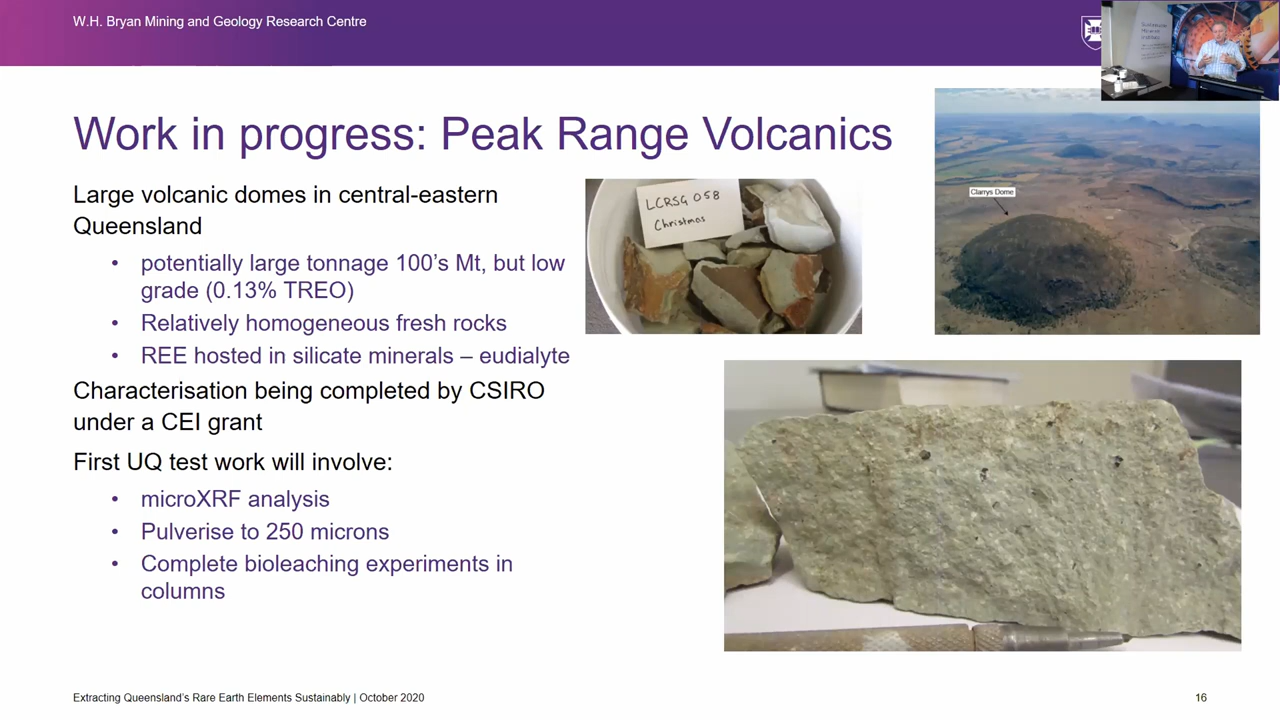 W.H. Bryan Mining and Geology Research Centre
Work in progress: Peak Range Volcanics
Large volcanic domes in central-eastern
Queensland
• potentially large tonnage 100's Mt, but low
grade (0.13% TREO)
• Relatively homogeneous fresh rocks
• REE hosted in silicate minerals – eudialyte
Characterisation being completed by CSIRO
under a CEI grant
First UQ test work will involve:
• microXRF analysis
• Pulverise to 250 microns
• Complete bioleaching experiments in
columns
LCRSG 058
Christmas
Clarrys Dome
Extracting Queensland's Rare Earth Elements Sustainably | October 2020
16